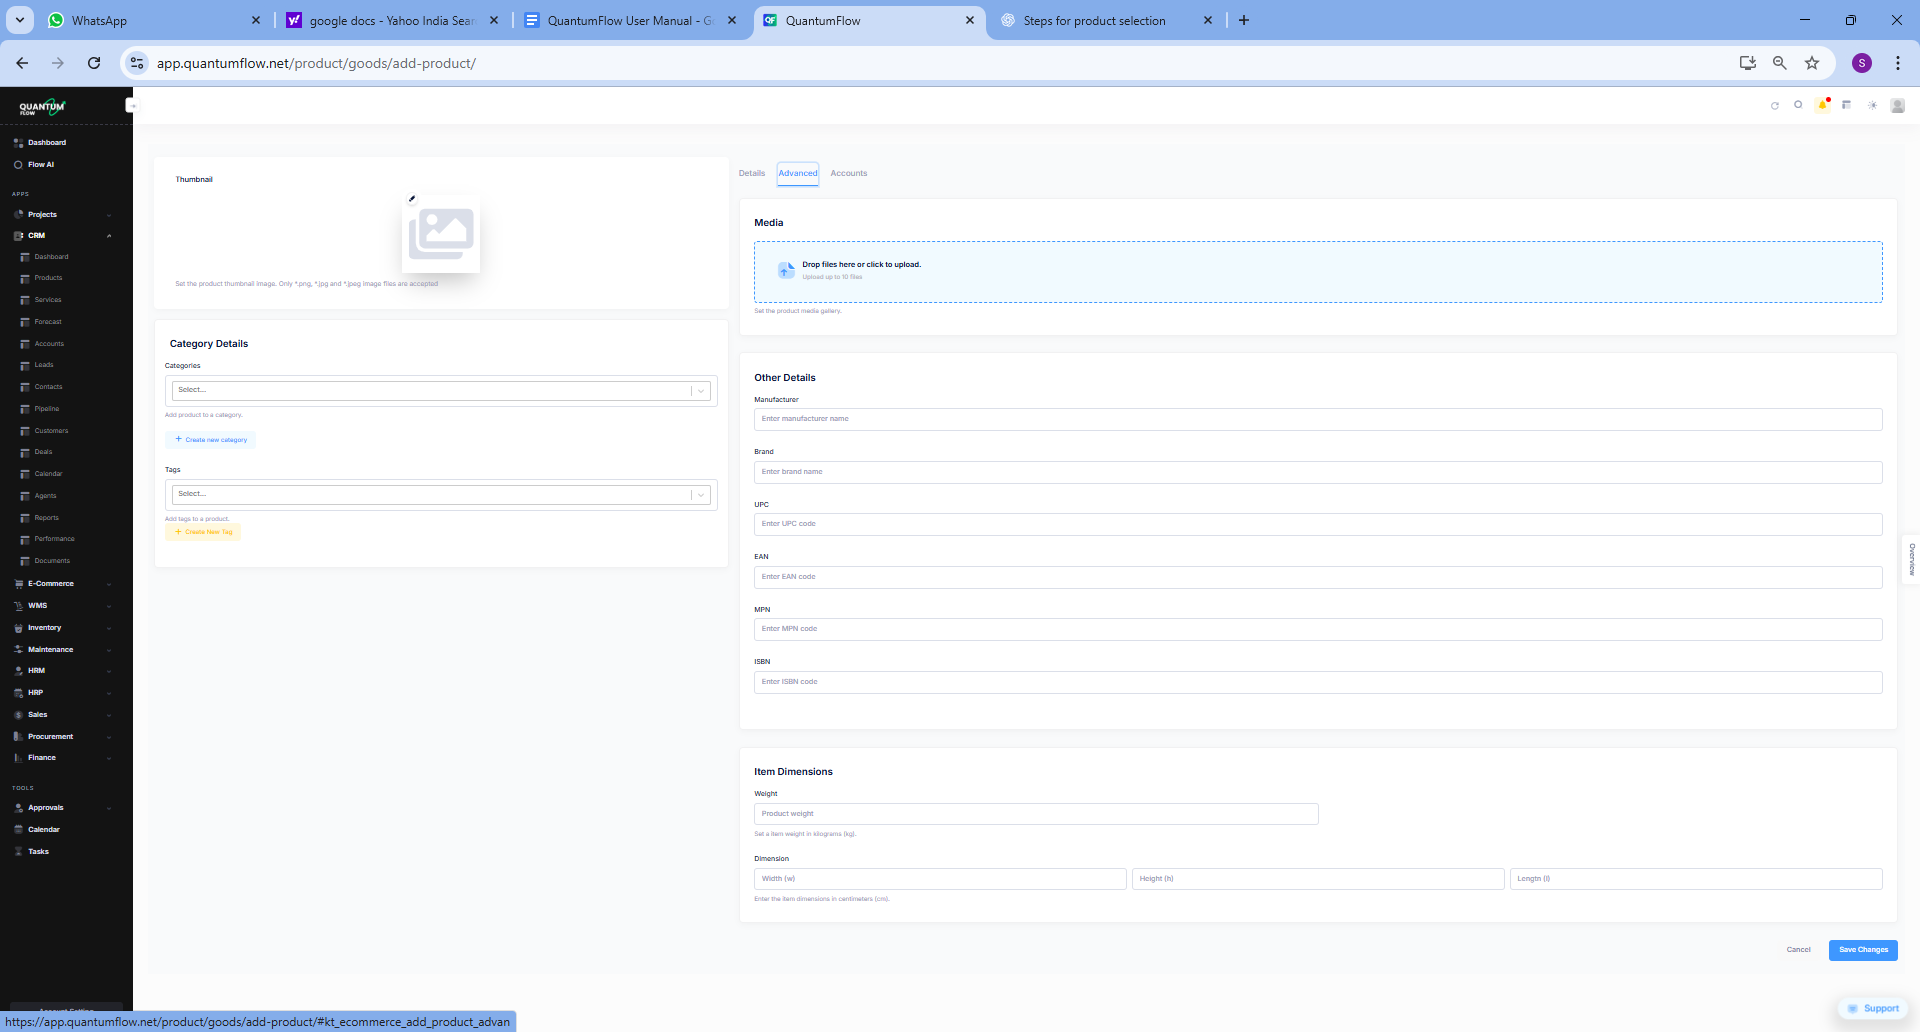 WhatsApp
google docs - Yahoo India Sear
QuantumFlow User Manual - G
QuantumFlow
Steps for product selection
app.quantumflow.net/product/goods/add-product/
S
QUANTUM
FLOW
Dashboard
Flow AI
APPS
Projects
CRM
Dashboard
Products
Services
Forecast
Accounts
Leads
Contacts
Pipeline
Customers
Deals
Calendar
Agents
Reports
Performance
Documents
E-Commerce
WMS
Inventory
Maintenance
HRM
HRP
Sales
Procurement
Finance
TOOLS
Approvals
Calendar
Tasks
Thumbnail
Set the product thumbnail image. Only *.png, *.jpg and *.jpeg image files are accepted
Category Details
Categories
Select...
Add product to a category.
+ Create new category
Tags
Select...
Add tags to a product.
+ Create New Tag
Details Advanced Accounts
Media
Drop files here or click to upload.
Upload up to 10 files
Set the product media gallery.
Other Details
Manufacturer
Enter manufacturer name
Brand
Enter brand name
UPC
Enter UPC code
EAN
Enter EAN code
MPN
Enter MPN code
ISBN
Enter ISBN code
Item Dimensions
Weight
Product weight
Set a item weight in kilograms (kg).
Dimension
Width (w) Height (h) Length (l)
Enter the item dimensions in centimeters (cm).
Cancel Save Changes
Overview
Support
https://app.quantumflow.net/product/goods/add-product/#kt_ecommerce_add_product_advan